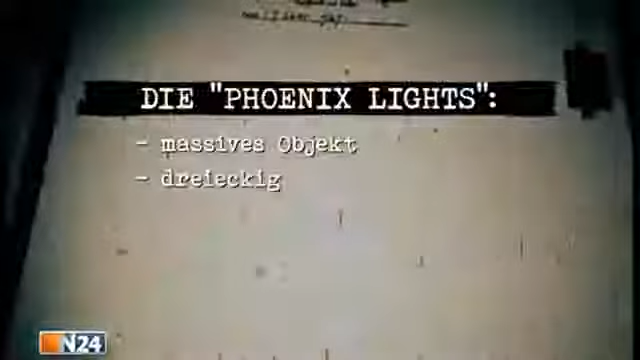 DIE "PHOENIX LIGHTS":
- massives Objekt
- dreieckig
N24